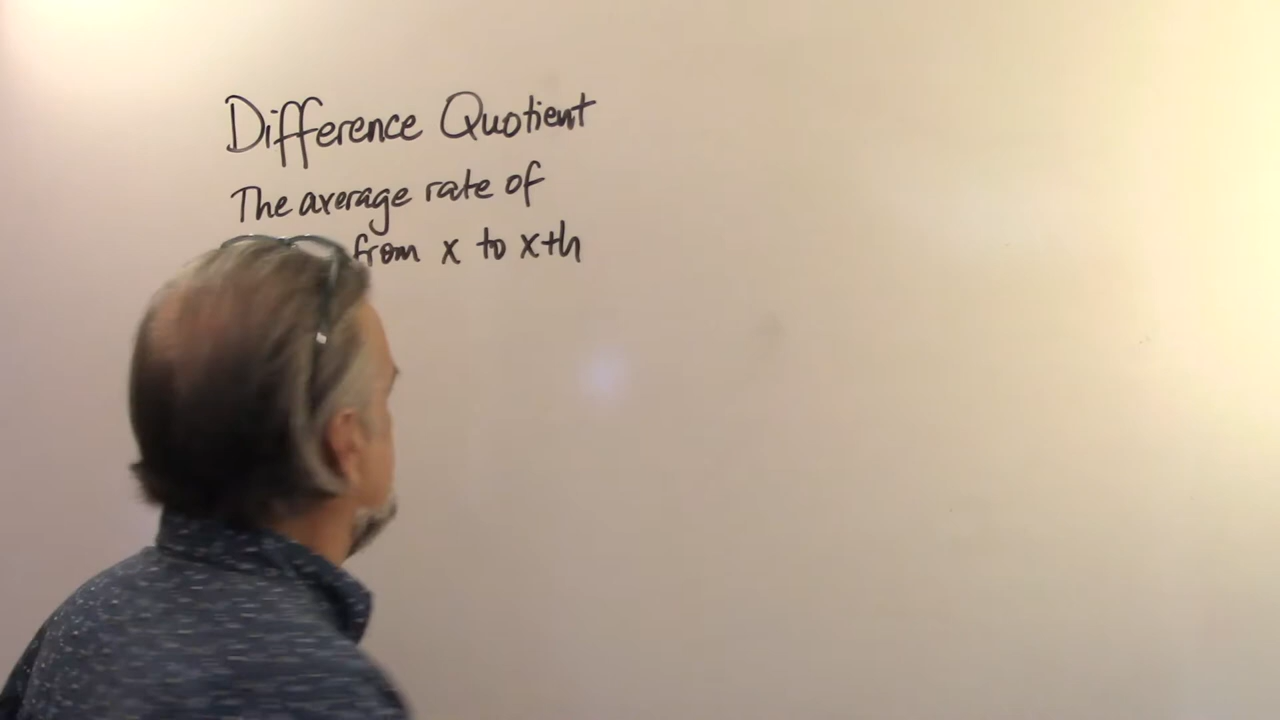 Difference Quotient
The average rate of
from x to x+h